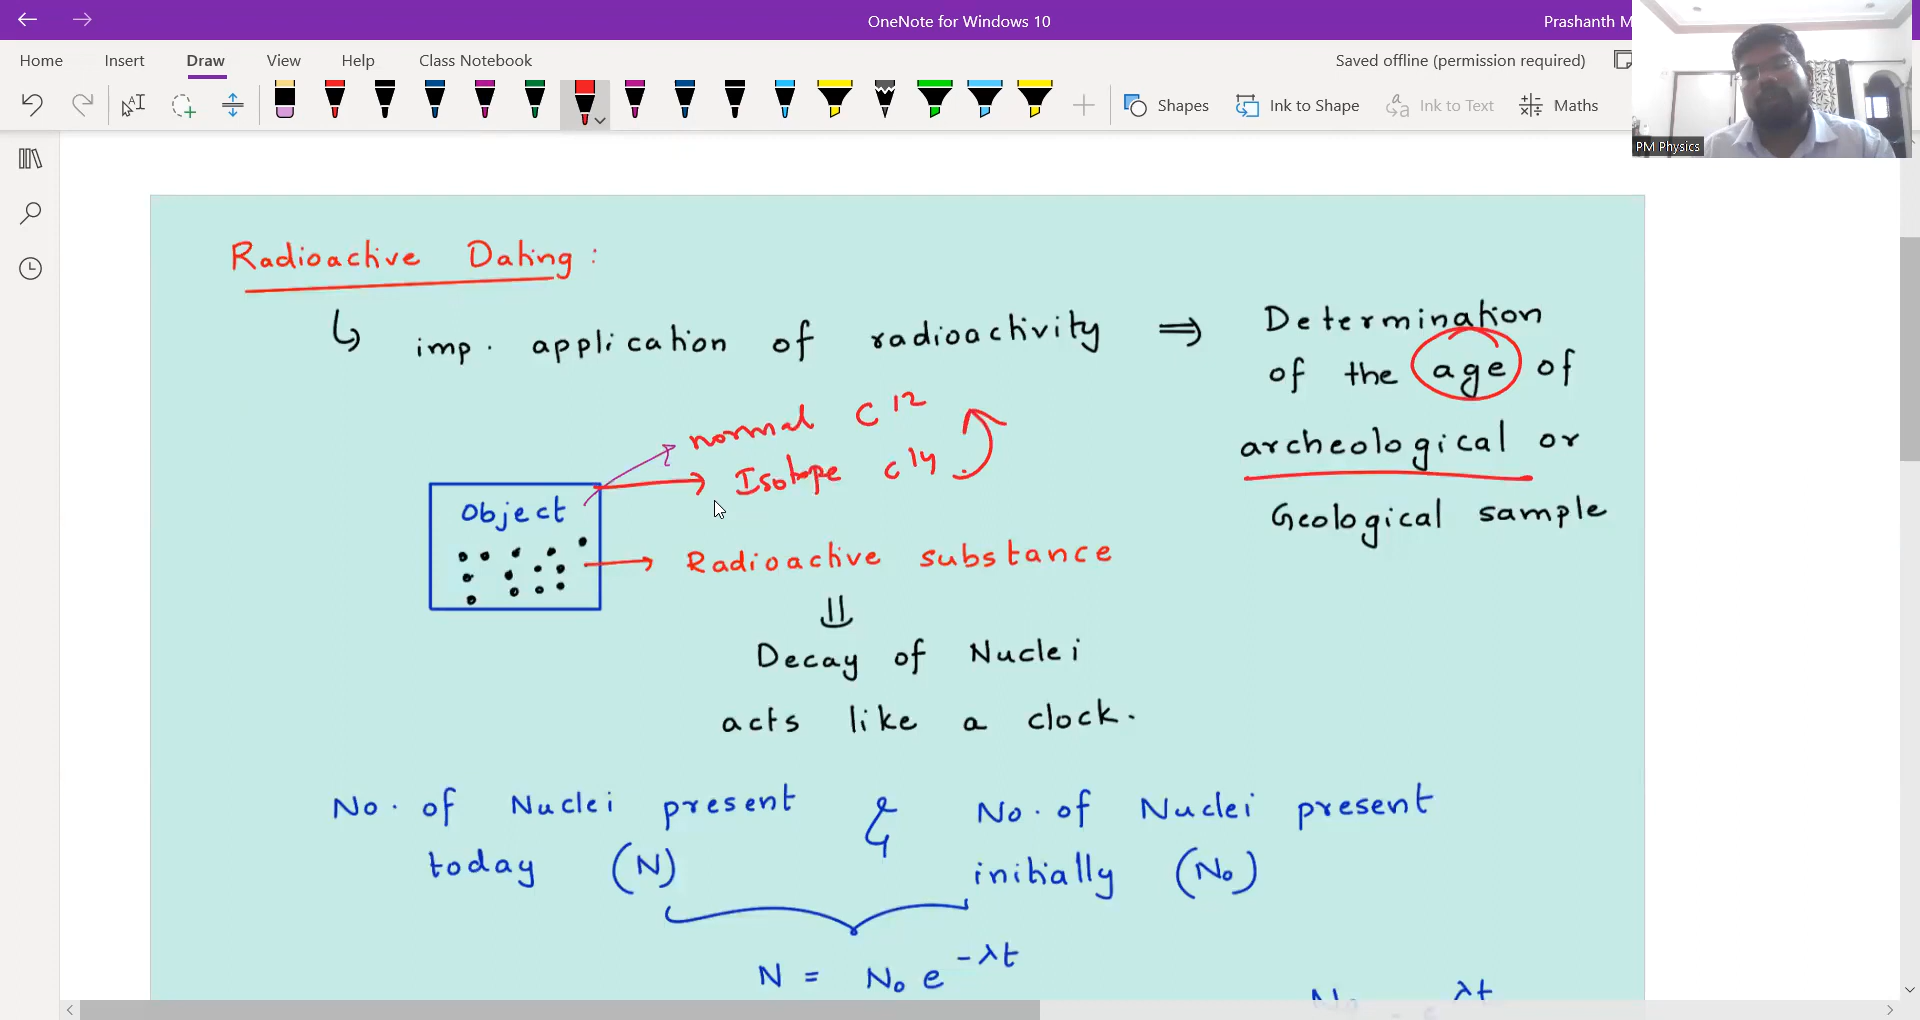 OneNote for Windows 10
Prashanth M
Home Insert Draw View Help Class Notebook
Saved offline (permission required)
Shapes Ink to Shape Ink to Text Maths
PM Physics
Radioactive Dating :
imp. application of radioactivity ⇒ Determination
of the age of
archeological or
Geological sample
normal C¹²
Isotope C¹⁴
Object
Radioactive substance
Decay of Nuclei
acts like a clock.
No. of Nuclei present & No. of Nuclei present
today (N) initially (N₀)
N = N₀ e^-λt